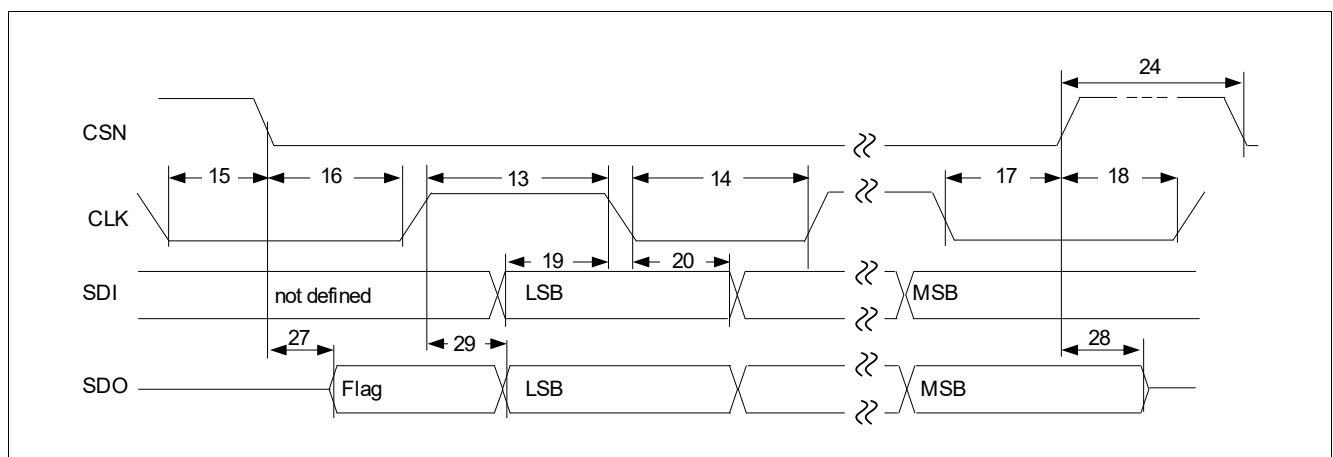 24
CSN
15 16 13 14 17 18
CLK
19 20
SDI not defined LSB MSB
27 29 28
SDO Flag LSB MSB